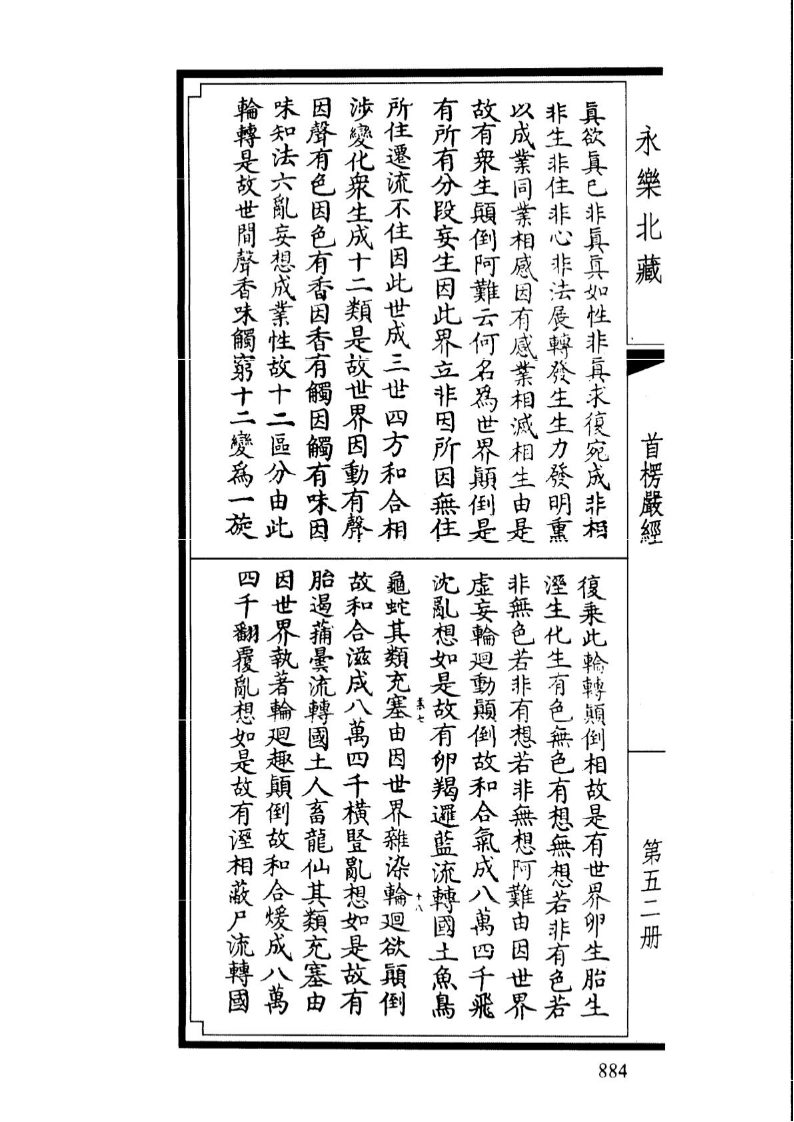 永樂北藏
首楞嚴經
第五二册
真欲真已非真真如性非真求復宛成非相
非生非住非心非法展轉發生生力發明熏
以成業同業相感因有感業相滅相生由是
故有衆生顛倒阿難云何名爲世界顛倒是
有所有分段妄生因此界立非因所因無住
所住遷流不住因此世成三世四方和合相
涉變化衆生成十二類是故世界因動有聲
因聲有色因色有香因香有觸因觸有味因
味知法六亂妄想成業性故十二區分由此
輪轉是故世間聲香味觸窮十二變爲一旋
復乘此輪轉顛倒相故是有世界卵生胎生
溼生化生有色無色有想無想若非有色若
非無色若非有想若非無想阿難由因世界
虛妄輪迴動顛倒故和合氣成八萬四千飛
沈亂想如是故有卵羯邏藍流轉國土魚鳥
卷七
十八
龜蛇其類充塞由因世界雜染輪迴欲顛倒
故和合滋成八萬四千橫豎亂想如是故有
胎遏蒱曇流轉國土人畜龍仙其類充塞由
因世界執著輪迴趣顛倒故和合煖成八萬
四千翻覆亂想如是故有溼相蔽尸流轉國
884